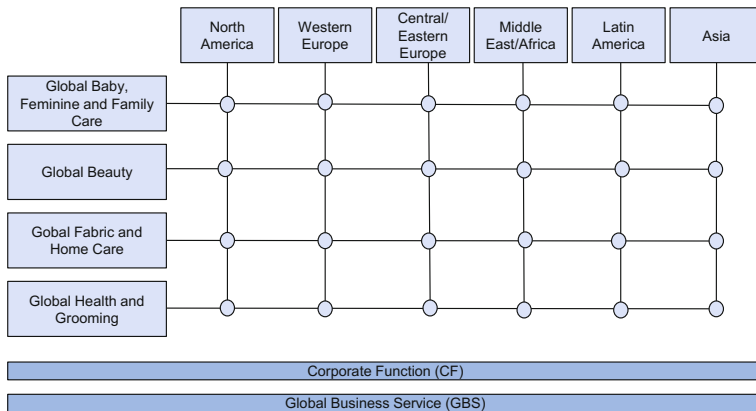 North
America
Western
Europe
Central/
Eastern
Europe
Middle
East/Africa
Latin
America
Asia
Global Baby,
Feminine and Family
Care
Global Beauty
Gobal Fabric and
Home Care
Global Health and
Grooming
Corporate Function (CF)
Global Business Service (GBS)